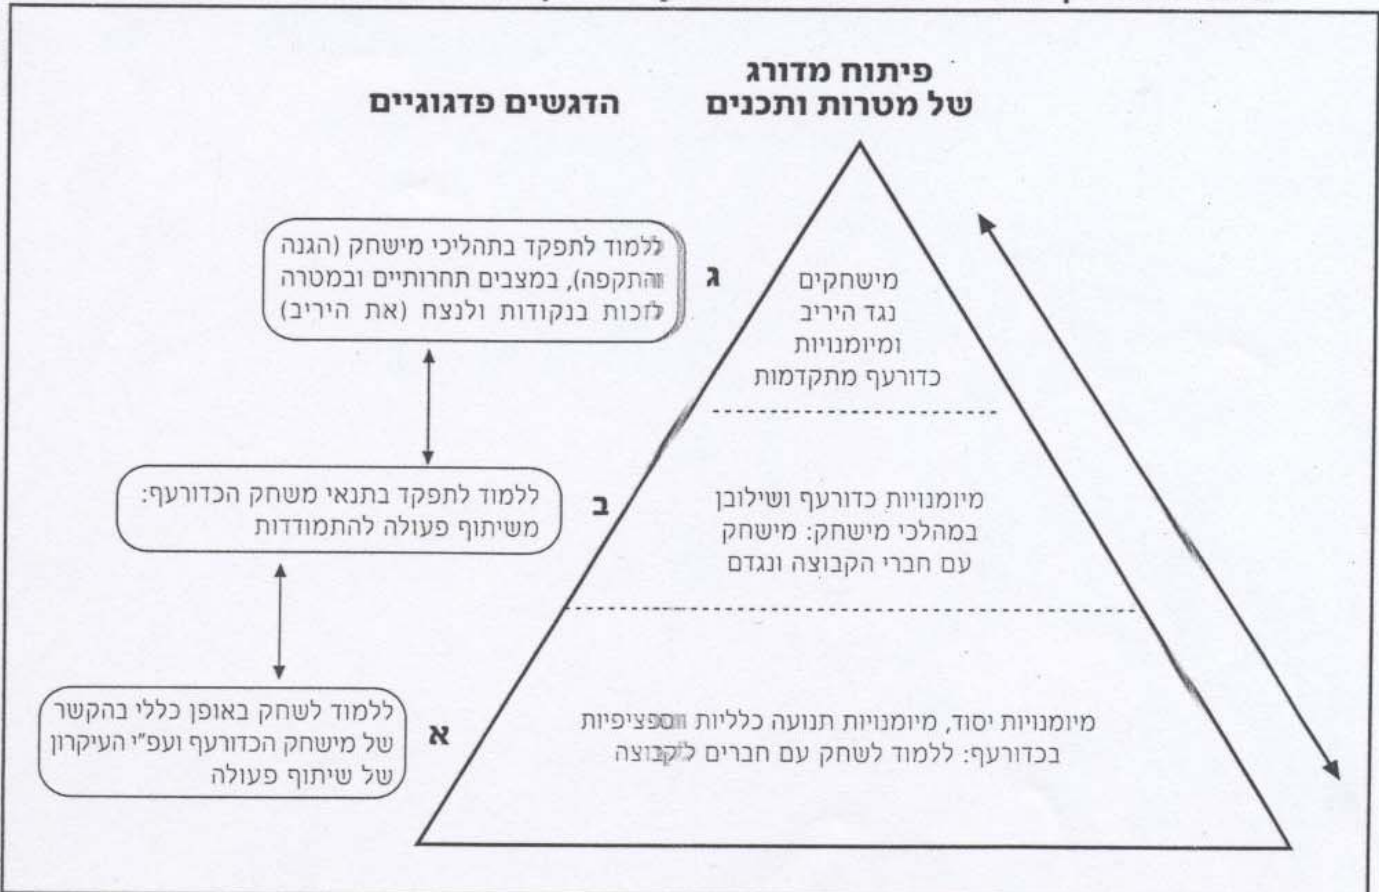 פיתוח מדורג
של מטרות ותכנים
הדגשים פדגוגיים
מישחקים
נגד היריב
ומיומנויות
כדורעף מתקדמות
ג
ללמוד לתפקד בתהליכי מישחק (הגנה
והתקפה), במצבים תחרותיים ובמטרה
לזכות בנקודות ולנצח (את היריב)
מיומנויות כדורעף ושילובן
במהלכי מישחק: מישחק
עם חברי הקבוצה ונגדם
ב
ללמוד לתפקד בתנאי משחק הכדורעף:
משיתוף פעולה להתמודדות
מיומנויות יסוד, מיומנויות תנועה כלליות וספציפיות
בכדורעף: ללמוד לשחק עם חברים לקבוצה
א
ללמוד לשחק באופן כללי בהקשר
של מישחק הכדורעף ועפ"י העיקרון
של שיתוף פעולה